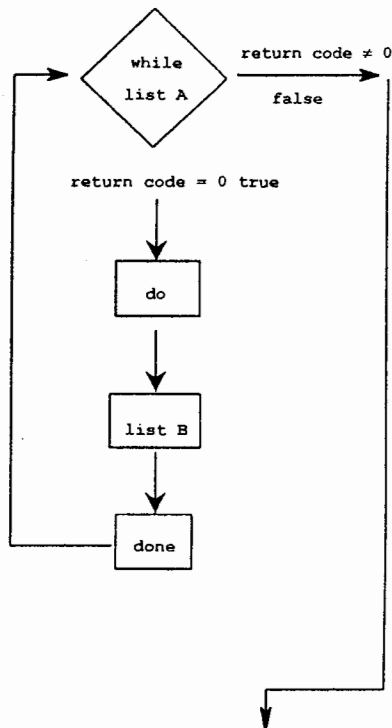 while
list A
return code ≠ 0
false
return code = 0 true
do
list B
done